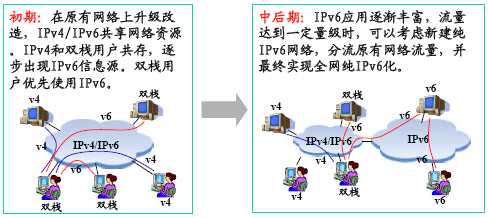 初期：在原有网络上升级改
造，IPv4/IPv6共享网络资源
。IPv4和双栈用户共存，逐
步出现IPv6信息源。双栈用
户优先使用IPv6。
v4
双栈
v6
v4
IPv4/IPv6
v6
v4
双栈
双栈
中后期：IPv6应用逐渐丰富，流量
达到一定量级时，可以考虑新建纯
IPv6网络，分流原有网络流量，并
最终实现全网纯IPv6化。
v6
双栈
v4
v6
v4
IPv4/IPv6
IPv6
v6
v6
v4
双栈
v6